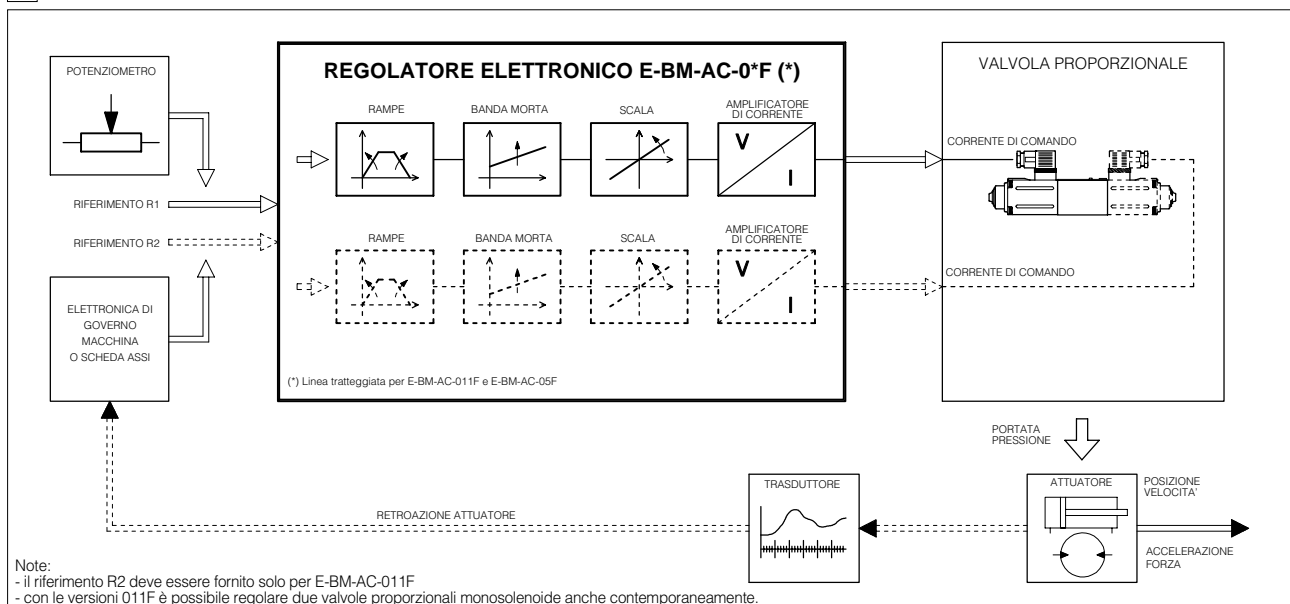 REGOLATORE ELETTRONICO E-BM-AC-0*F (*)
VALVOLA PROPORZIONALE
POTENZIOMETRO
RAMPE
BANDA MORTA
SCALA
AMPLIFICATORE
DI CORRENTE
V
I
CORRENTE DI COMANDO
RIFERIMENTO R1
RIFERIMENTO R2
RAMPE
BANDA MORTA
SCALA
AMPLIFICATORE
DI CORRENTE
V
I
CORRENTE DI COMANDO
ELETTRONICA DI
GOVERNO
MACCHINA
O SCHEDA ASSI
(*) Linea tratteggiata per E-BM-AC-011F e E-BM-AC-05F
PORTATA
PRESSIONE
TRASDUTTORE
ATTUATORE
POSIZIONE
VELOCITA'
RETROAZIONE ATTUATORE
ACCELERAZIONE
FORZA
Note:
- il riferimento R2 deve essere fornito solo per E-BM-AC-011F
- con le versioni 011F è possibile regolare due valvole proporzionali monosolenoide anche contemporaneamente.